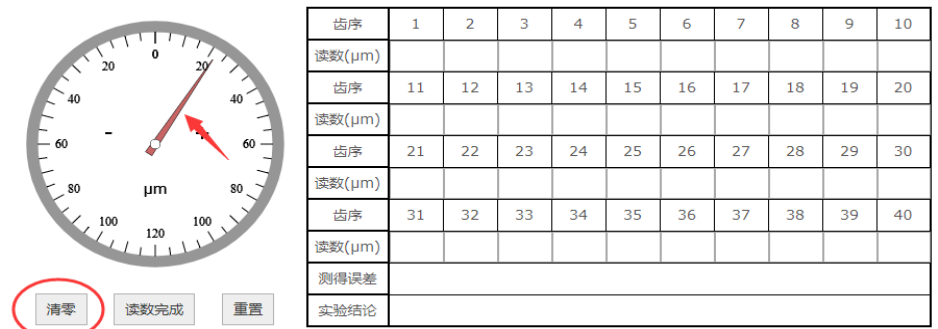 0
20 20
40 40
- +
60 60
μm
80 80
100 100
120
清零 读数完成 重置
齿序 1 2 3 4 5 6 7 8 9 10
读数(μm)
齿序 11 12 13 14 15 16 17 18 19 20
读数(μm)
齿序 21 22 23 24 25 26 27 28 29 30
读数(μm)
齿序 31 32 33 34 35 36 37 38 39 40
读数(μm)
测得误差
实验结论